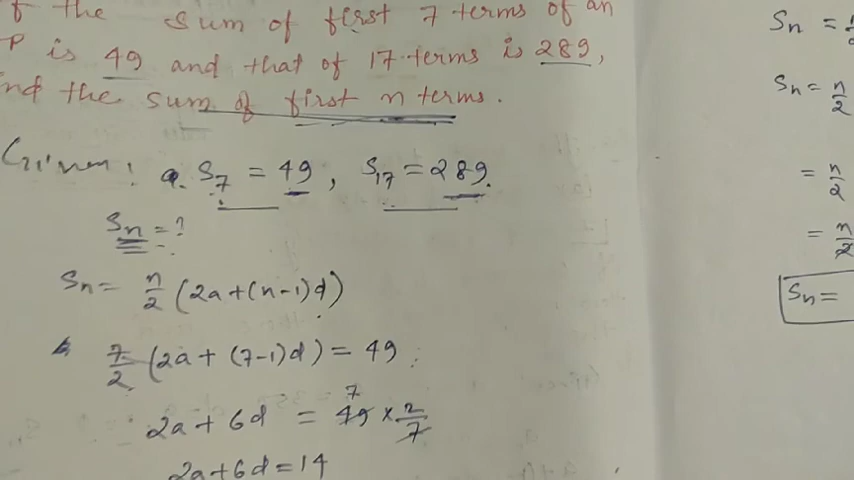 the sum of first 7 terms of an
P is 49 and that of 17 terms is 289,
the sum of first n terms.
Given: a. S₇ = 49, S₁₇ = 289.
Sn = ?
Sn = n/2 (2a+(n-1)d)
7/2 (2a + (7-1)d) = 49
2a + 6d = 49 7 × 2/7
2a+6d=14
Sn =
Sn = n/2
= n/2
= n/2
Sn =